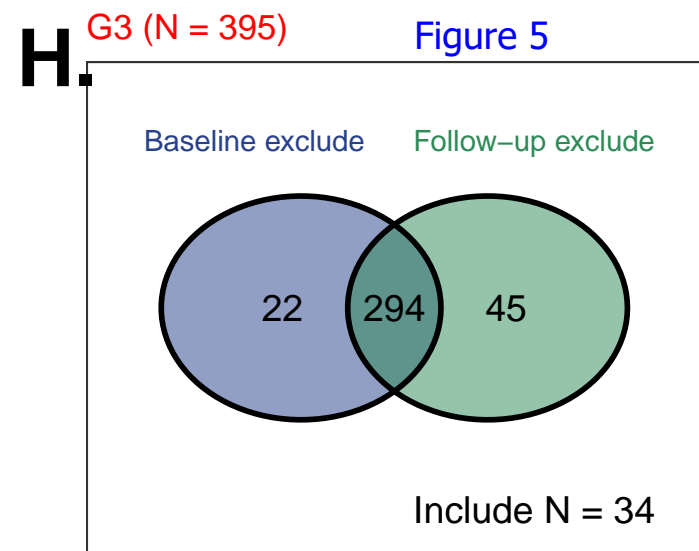 H.
G3 (N = 395)
Figure 5
Baseline exclude
Follow−up exclude
22
294
45
Include N = 34